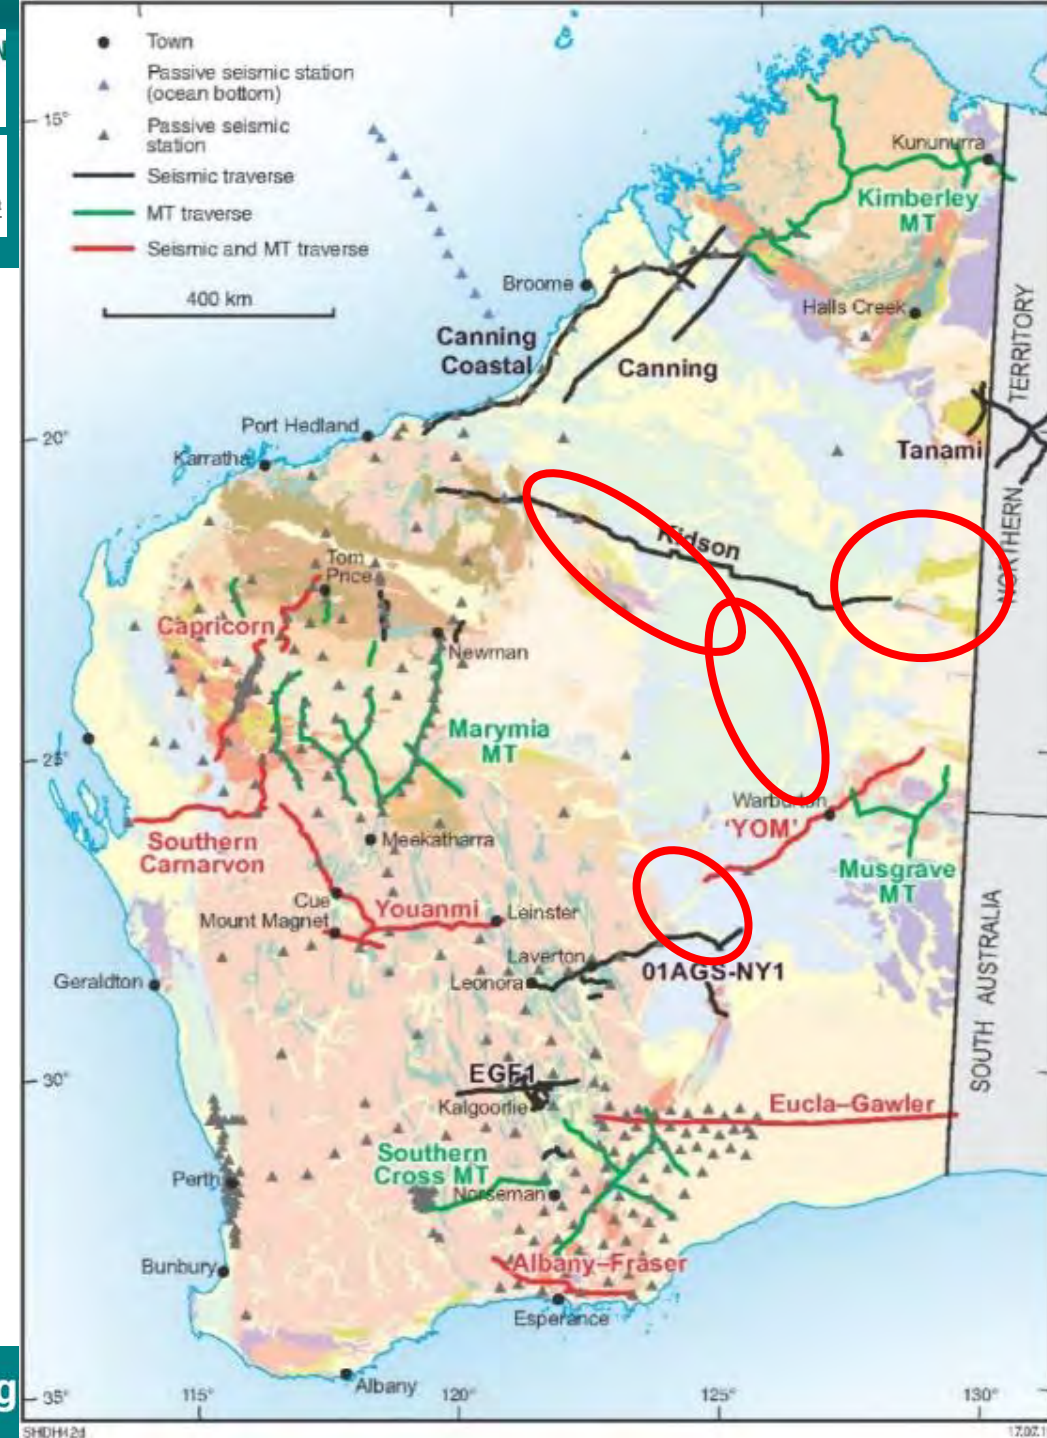 Town
Passive seismic station
(ocean bottom)
Passive seismic
station
Seismic traverse
MT traverse
Seismic and MT traverse
400 km
15°
20°
25°
30°
35°
115°
120°
125°
130°
Kununurra
Kimberley
MT
Broome
Halls Creek
Canning
Coastal
Canning
Port Hedland
Karratha
Tanami
NORTHERN TERRITORY
Kidson
Tom
Price
Capricorn
Newman
Marymia
MT
Warburton
'YOM'
Southern
Carnarvon
Meekatharra
Musgrave
MT
Cue
Mount Magnet
Youanmi
Leinster
Laverton
Leonora
01AGS-NY1
Geraldton
SOUTH AUSTRALIA
EGF1
Kalgoorlie
Eucla–Gawler
Southern
Cross MT
Perth
Norseman
Bunbury
Albany–Fraser
Esperance
Albany
g
SHDH42d
17.07.1